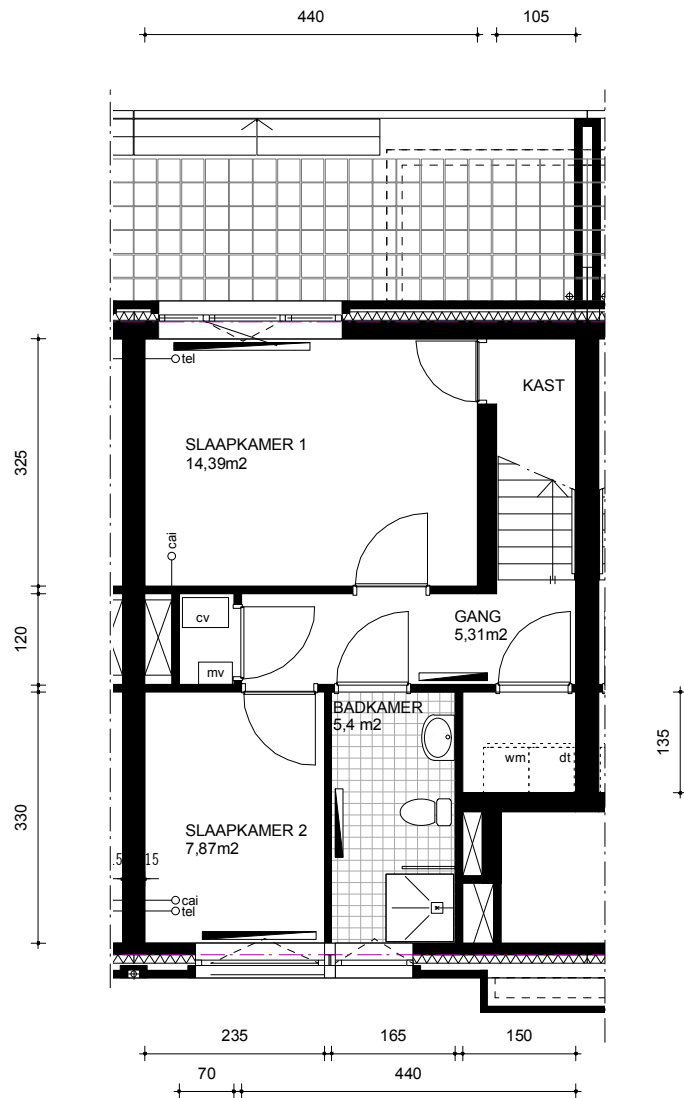 440
105
tel
KAST
SLAAPKAMER 1
14,39m2
325
cai
cv
GANG
5,31m2
120
mv
BADKAMER
5,4 m2
135
wm
dt
330
SLAAPKAMER 2
7,87m2
15
cai
tel
235
165
150
70
440